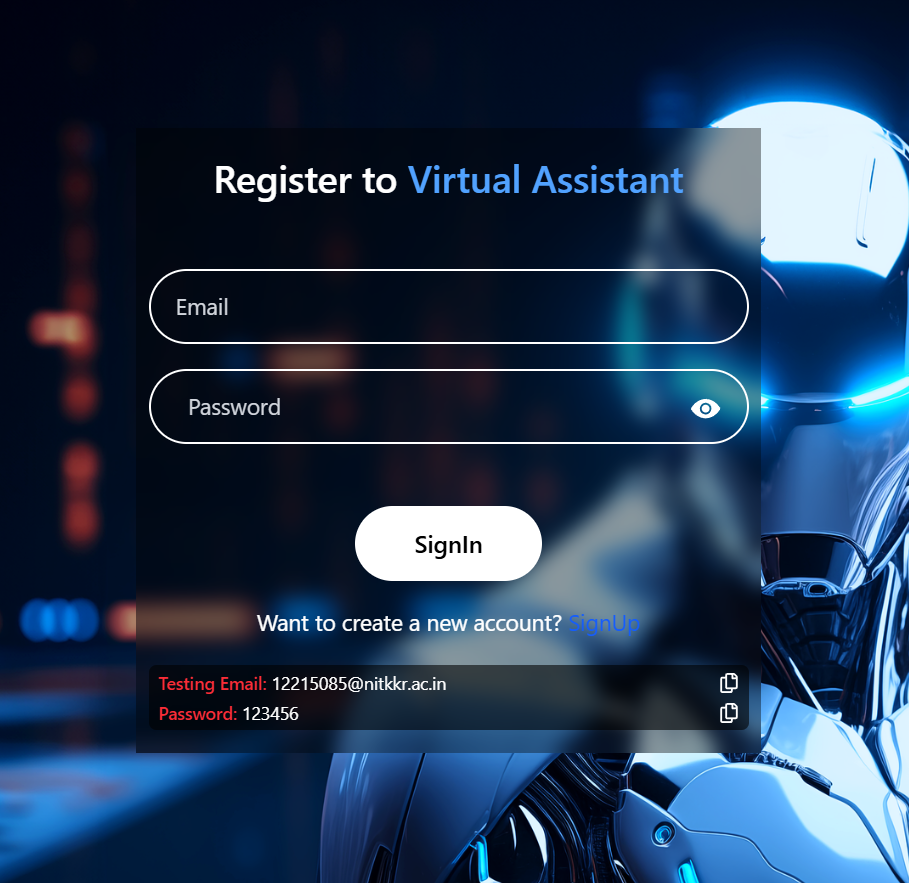 Register to Virtual Assistant
Email
Password
SignIn
Want to create a new account? SignUp
Testing Email: 12215085@nitkkr.ac.in
Password: 123456